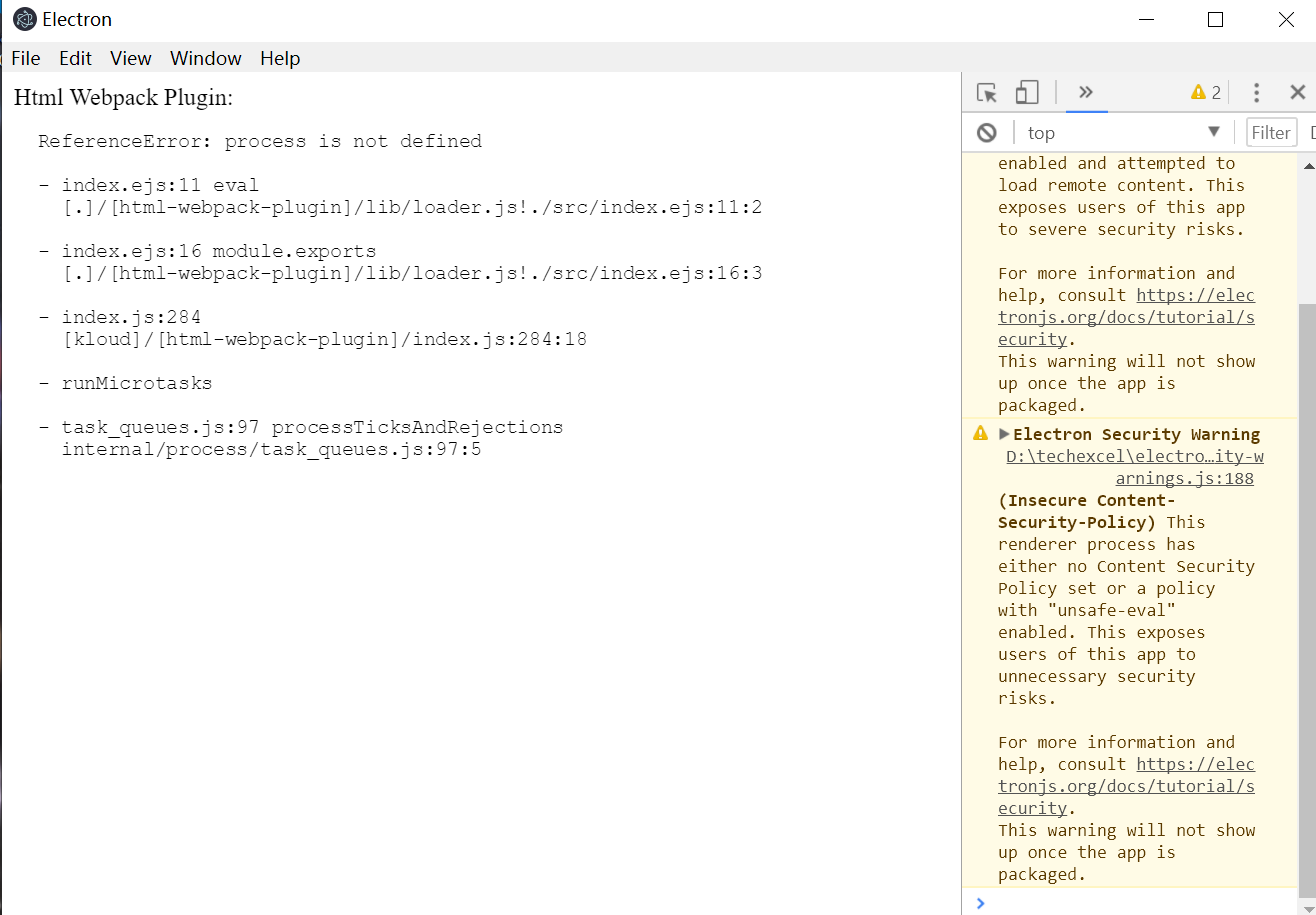 Electron
File Edit View Window Help
Html Webpack Plugin:
ReferenceError: process is not defined
- index.ejs:11 eval
[.]/[html-webpack-plugin]/lib/loader.js!./src/index.ejs:11:2
- index.ejs:16 module.exports
[.]/[html-webpack-plugin]/lib/loader.js!./src/index.ejs:16:3
- index.js:284
[kloud]/[html-webpack-plugin]/index.js:284:18
- runMicrotasks
- task_queues.js:97 processTicksAndRejections
internal/process/task_queues.js:97:5
2
top
Filter
enabled and attempted to
load remote content. This
exposes users of this app
to severe security risks.
For more information and
help, consult https://elec
tronjs.org/docs/tutorial/s
ecurity.
This warning will not show
up once the app is
packaged.
Electron Security Warning
D:\techexcel\electro…ity-w
arnings.js:188
(Insecure Content-
Security-Policy) This
renderer process has
either no Content Security
Policy set or a policy
with "unsafe-eval"
enabled. This exposes
users of this app to
unnecessary security
risks.
For more information and
help, consult https://elec
tronjs.org/docs/tutorial/s
ecurity.
This warning will not show
up once the app is
packaged.